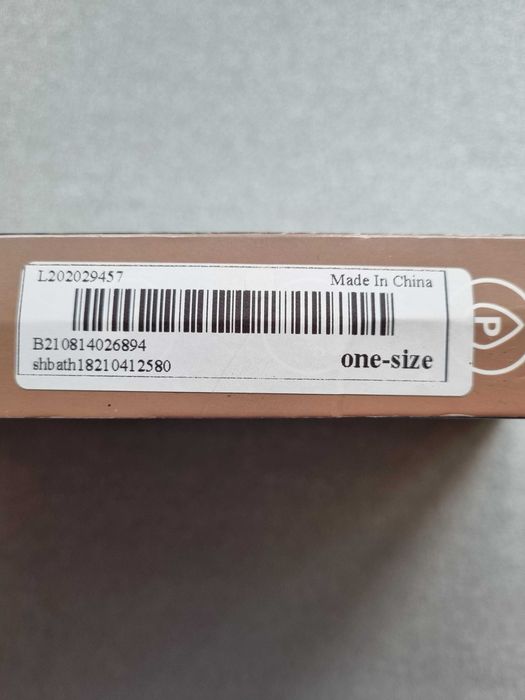 L202029457
Made In China
B210814026894
shbath18210412580
one-size
P